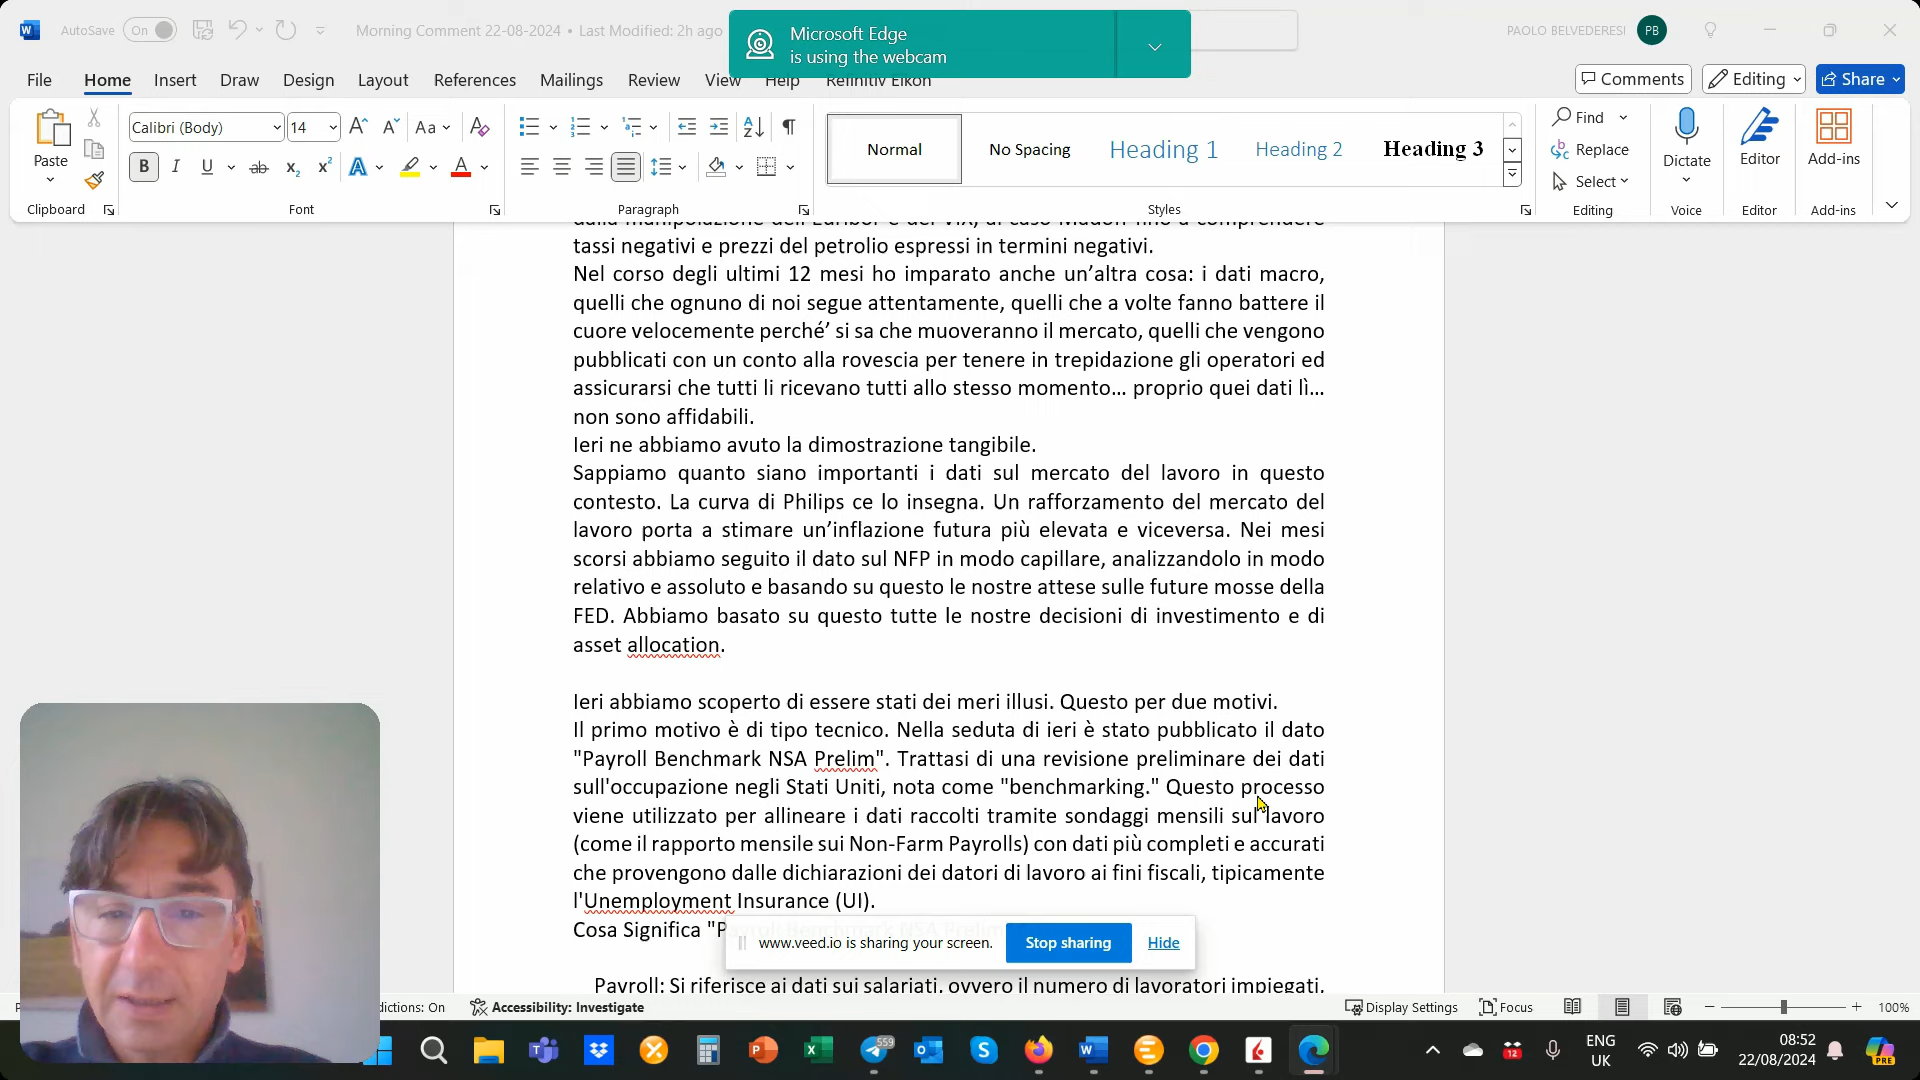 AutoSave On Morning Comment 22-08-2024 • Last Modified: 2h ago PAOLO BELVEDERESI PB
Microsoft Edge
is using the webcam
File Home Insert Draw Design Layout References Mailings Review View Help Refinitiv Eikon Comments Editing Share
Calibri (Body) 14 Aa
Paste
B I U ab x₂ x² A A A
Normal No Spacing Heading 1 Heading 2 Heading 3
Find
Replace
Select
Dictate Editor Add-ins
Clipboard Font Paragraph Styles Editing Voice Editor Add-ins
tassi negativi e prezzi del petrolio espressi in termini negativi.
Nel corso degli ultimi 12 mesi ho imparato anche un’altra cosa: i dati macro,
quelli che ognuno di noi segue attentamente, quelli che a volte fanno battere il
cuore velocemente perché’ si sa che muoveranno il mercato, quelli che vengono
pubblicati con un conto alla rovescia per tenere in trepidazione gli operatori ed
assicurarsi che tutti li ricevano tutti allo stesso momento… proprio quei dati lì…
non sono affidabili.
Ieri ne abbiamo avuto la dimostrazione tangibile.
Sappiamo quanto siano importanti i dati sul mercato del lavoro in questo
contesto. La curva di Philips ce lo insegna. Un rafforzamento del mercato del
lavoro porta a stimare un’inflazione futura più elevata e viceversa. Nei mesi
scorsi abbiamo seguito il dato sul NFP in modo capillare, analizzandolo in modo
relativo e assoluto e basando su questo le nostre attese sulle future mosse della
FED. Abbiamo basato su questo tutte le nostre decisioni di investimento e di
asset allocation.
Ieri abbiamo scoperto di essere stati dei meri illusi. Questo per due motivi.
Il primo motivo è di tipo tecnico. Nella seduta di ieri è stato pubblicato il dato
"Payroll Benchmark NSA Prelim". Trattasi di una revisione preliminare dei dati
sull'occupazione negli Stati Uniti, nota come "benchmarking." Questo processo
viene utilizzato per allineare i dati raccolti tramite sondaggi mensili sul lavoro
(come il rapporto mensile sui Non-Farm Payrolls) con dati più completi e accurati
che provengono dalle dichiarazioni dei datori di lavoro ai fini fiscali, tipicamente
l'Unemployment Insurance (UI).
Cosa Significa "P
www.veed.io is sharing your screen. Stop sharing Hide
Payroll: Si riferisce ai dati sui salariati, ovvero il numero di lavoratori impiegati,
dictions: On Accessibility: Investigate Display Settings Focus 100%
559 12 ENG
UK
08:52
22/08/2024
PRE